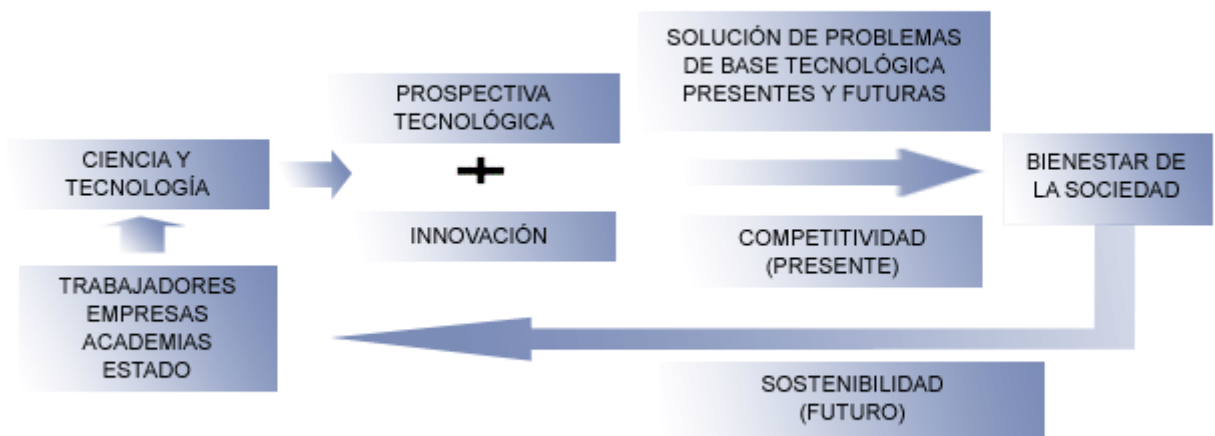 SOLUCIÓN DE PROBLEMAS
DE BASE TECNOLÓGICA
PRESENTES Y FUTURAS
PROSPECTIVA
TECNOLÓGICA
CIENCIA Y
TECNOLOGÍA
+
BIENESTAR DE
LA SOCIEDAD
INNOVACIÓN
COMPETITIVIDAD
(PRESENTE)
TRABAJADORES
EMPRESAS
ACADEMIAS
ESTADO
SOSTENIBILIDAD
(FUTURO)